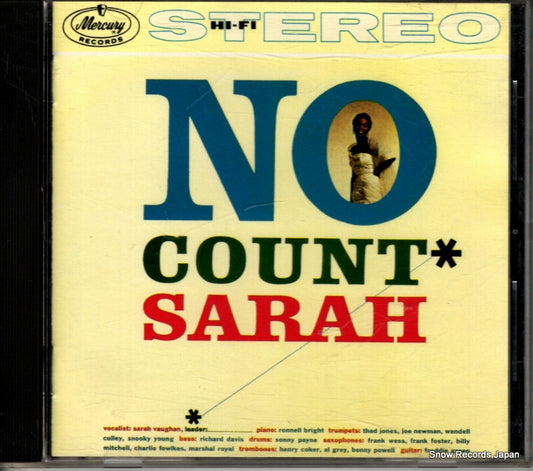 Mercury
RECORDS
HI-FI STEREO
NO
COUNT*
SARAH
* vocalist: sarah vaughan, leader:............ piano: ronnell bright trumpets: thad jones, joe newman, wendell
culley, snooky young bass: richard davis drums: sonny payne saxophones: frank wess, frank foster, billy
mitchell, charlie fowlkes, marshal royal trombones: henry coker, al grey, benny powell guitar:
Snow Records Japan